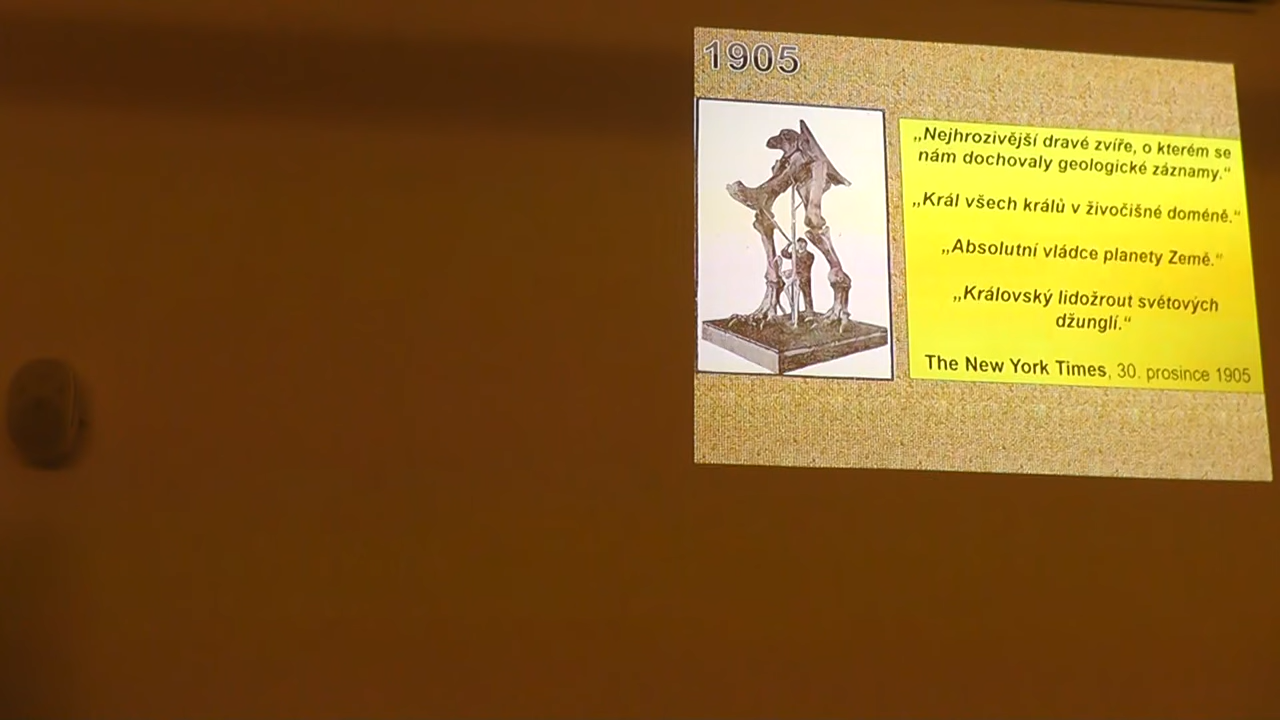 1905
„Nejhrozivější dravé zvíře, o kterém se
nám dochovaly geologické záznamy.“
„Král všech králů v živočišné doméně.“
„Absolutní vládce planety Země.“
„Královský lidožrout světových
džunglí.“
The New York Times, 30. prosince 1905